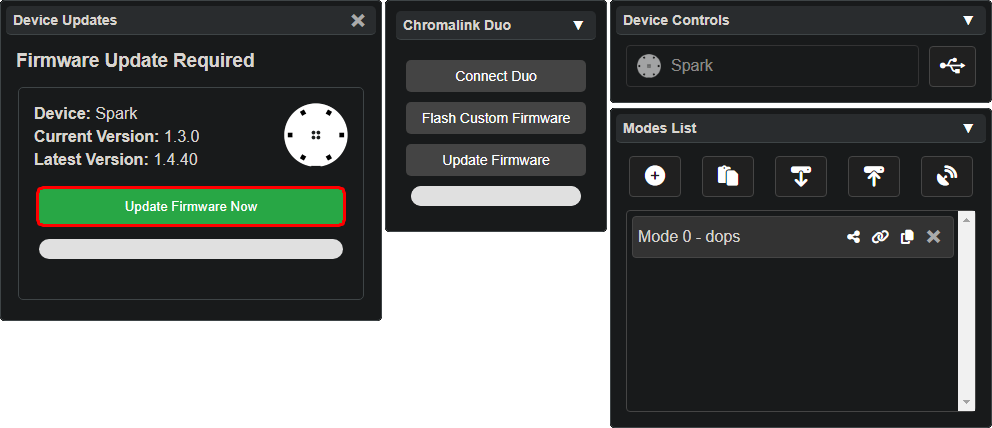 Device Updates
Firmware Update Required
Device: Spark
Current Version: 1.3.0
Latest Version: 1.4.40
Update Firmware Now
Chromalink Duo
Connect Duo
Flash Custom Firmware
Update Firmware
Device Controls
Spark
Modes List
Mode 0 - dops